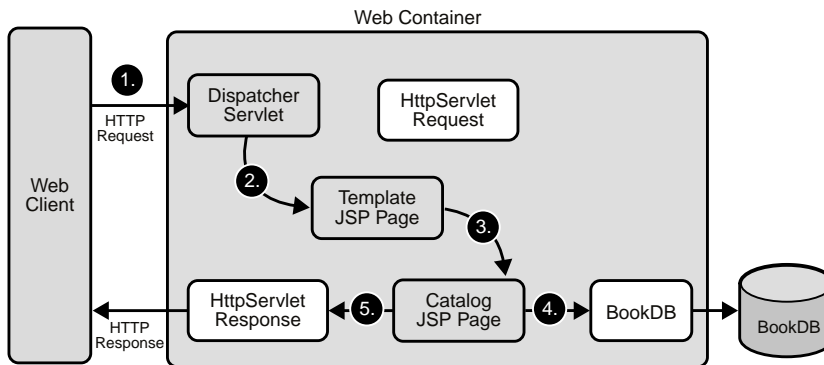 Web Container
1.
Dispatcher
Servlet
HttpServlet
Request
HTTP
Request
Web
Client
2.
Template
JSP Page
3.
HttpServlet
Response
5.
Catalog
JSP Page
4.
BookDB
BookDB
HTTP
Response